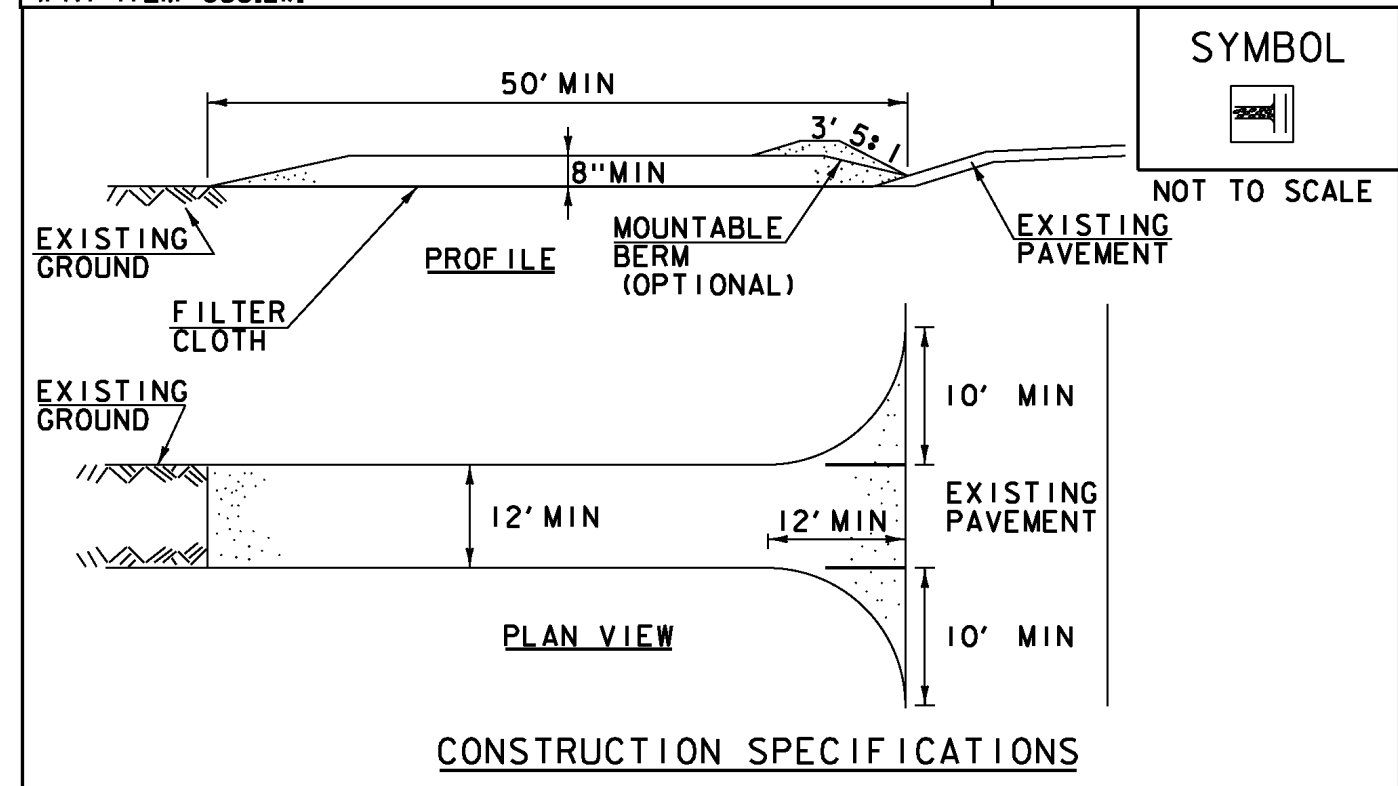 SYMBOL
50' MIN
3' 5:1
8" MIN
NOT TO SCALE
EXISTING
GROUND
PROFILE
MOUNTABLE
BERM
(OPTIONAL)
EXISTING
PAVEMENT
FILTER
CLOTH
EXISTING
GROUND
10' MIN
12' MIN
12' MIN
EXISTING
PAVEMENT
PLAN VIEW
10' MIN
CONSTRUCTION SPECIFICATIONS